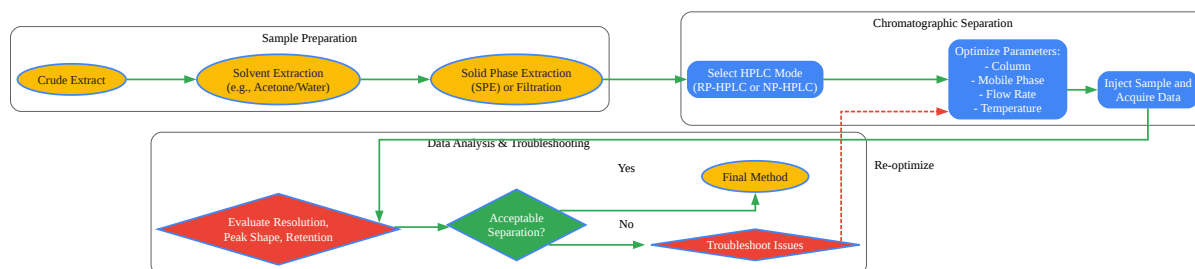 Chromatographic Separation
Sample Preparation
Crude Extract
Solvent Extraction
(e.g., Acetone/Water)
Solid Phase Extraction
(SPE) or Filtration
Select HPLC Mode
(RP-HPLC or NP-HPLC)
Optimize Parameters:
- Column
- Mobile Phase
- Flow Rate
- Temperature
Inject Sample and
Acquire Data
Data Analysis & Troubleshooting
Evaluate Resolution,
Peak Shape, Retention
Acceptable
Separation?
Yes
Final Method
No
Troubleshoot Issues
Re-optimize